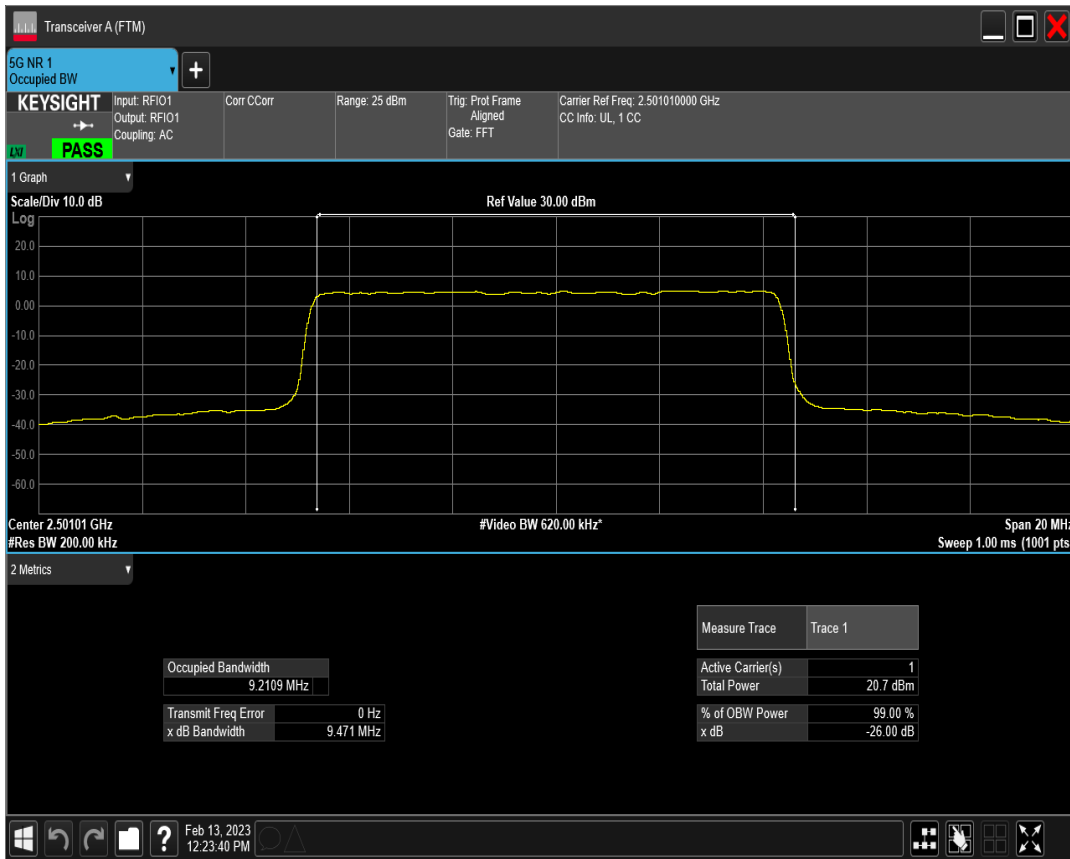 Transceiver A (FTM)
5G NR 1
Occupied BW
+
KEYSIGHT
LXI
PASS
Input: RFIO1
Output: RFIO1
Coupling: AC
Corr CCorr
Range: 25 dBm
Trig: Prot Frame
Aligned
Gate: FFT
Carrier Ref Freq: 2.501010000 GHz
CC Info: UL, 1 CC
1 Graph
Scale/Div 10.0 dB
Ref Value 30.00 dBm
Log
20.0
10.0
0.00
-10.0
-20.0
-30.0
-40.0
-50.0
-60.0
Center 2.50101 GHz
#Video BW 620.00 kHz*
Span 20 MHz
#Res BW 200.00 kHz
Sweep 1.00 ms (1001 pts
2 Metrics
Measure Trace Trace 1
Occupied Bandwidth
9.2109 MHz
Active Carrier(s) 1
Total Power 20.7 dBm
Transmit Freq Error 0 Hz
x dB Bandwidth 9.471 MHz
% of OBW Power 99.00 %
x dB -26.00 dB
?
Feb 13, 2023
12:23:40 PM